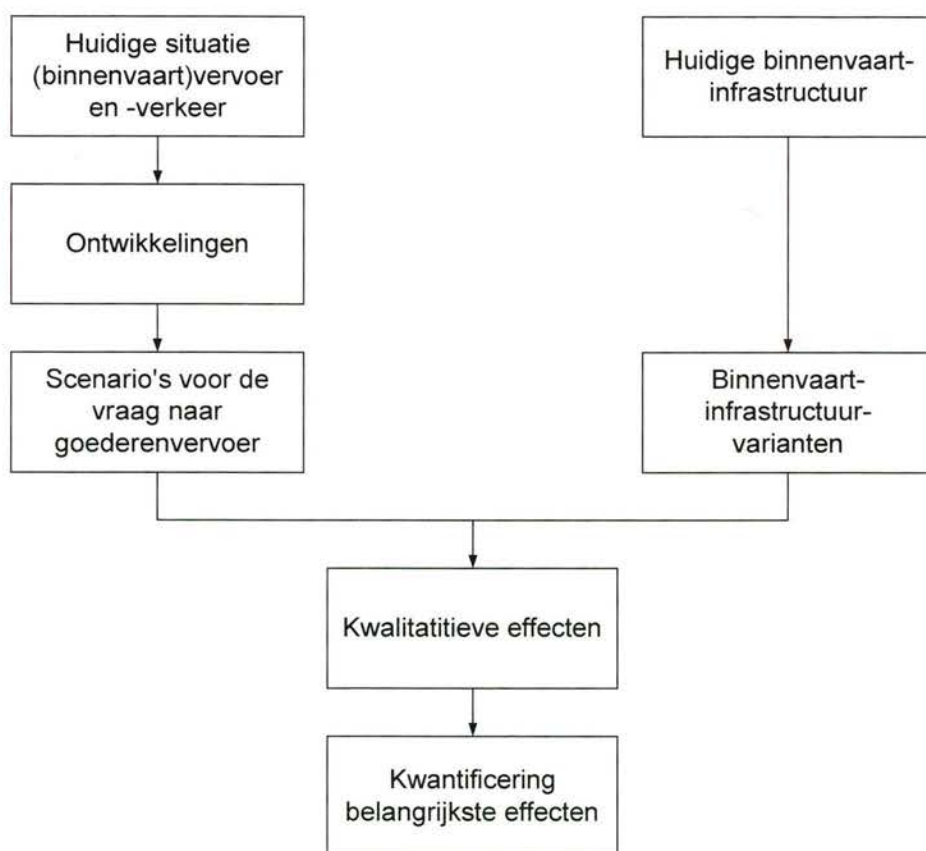 Huidige situatie
(binnenvaart)vervoer
en -verkeer
Huidige binnenvaart-
infrastructuur
Ontwikkelingen
Scenario's voor de
vraag naar
goederenvervoer
Binnenvaart-
infrastructuur-
varianten
Kwalitatitieve effecten
Kwantificering
belangrijkste effecten